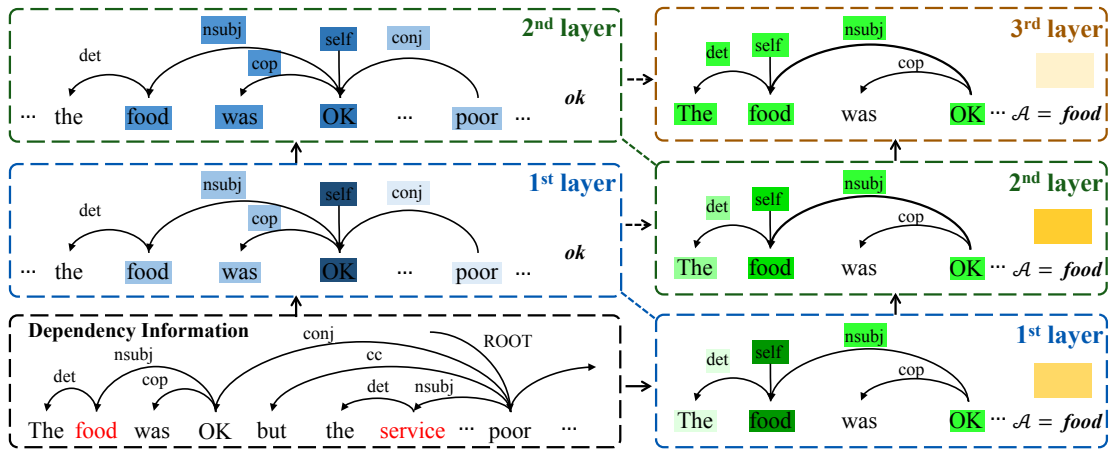 2nd layer
det nsubj self cop conj
··· the food was OK ··· poor ··· ok
3rd layer
det self nsubj cop
The food was OK ··· 𝒜 = food
1st layer
det nsubj self cop conj
··· the food was OK ··· poor ··· ok
2nd layer
det self nsubj cop
The food was OK ··· 𝒜 = food
Dependency Information
conj ROOT
nsubj cc
det cop det nsubj
The food was OK but the service ··· poor ···
1st layer
det self nsubj cop
The food was OK ··· 𝒜 = food